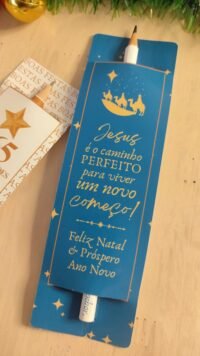 Jesus
é o caminho
PERFEITO
para viver
um novo
começo!
Feliz Natal
& Próspero
Ano Novo